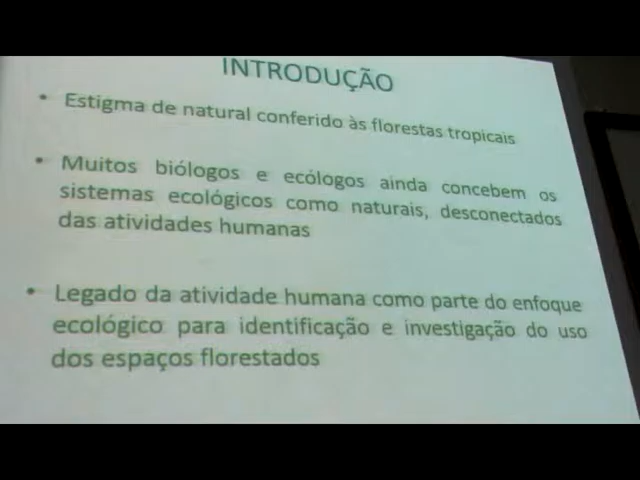 INTRODUÇÃO
• Estigma de natural conferido às florestas tropicais
• Muitos biólogos e ecólogos ainda concebem os
sistemas ecológicos como naturais, desconectados
das atividades humanas
• Legado da atividade humana como parte do enfoque
ecológico para identificação e investigação do uso
dos espaços florestados